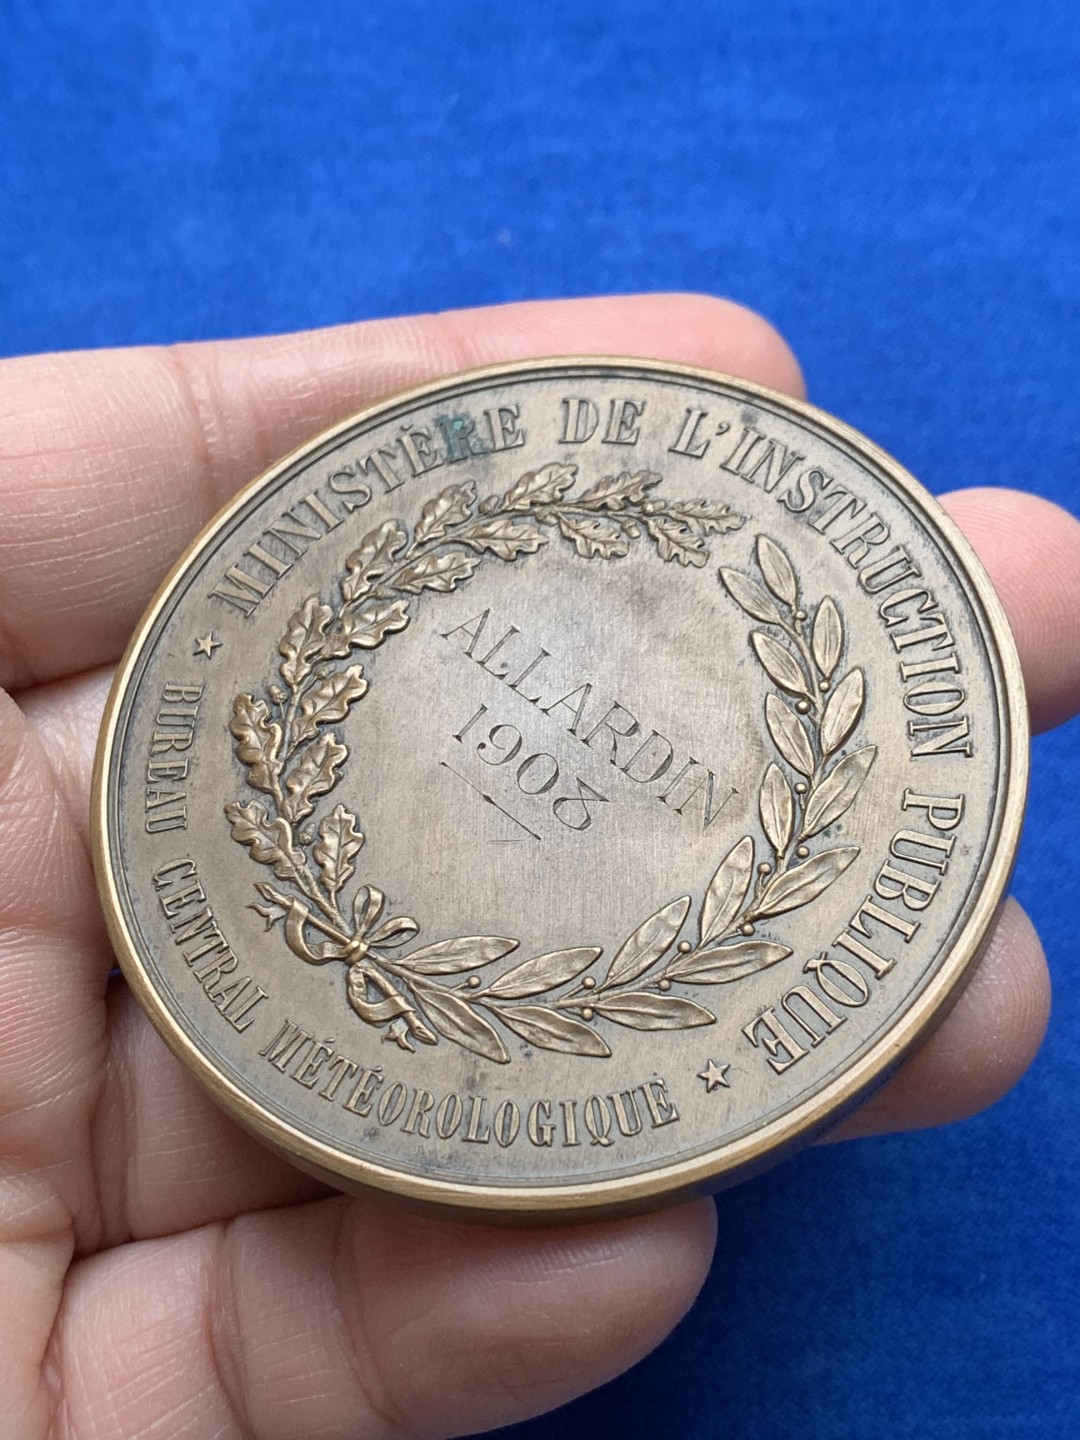 MINISTÈRE DE L'INSTRUCTION PUBLIQUE
ALLARDIN
1908
BUREAU CENTRAL MÉTÉOROLOGIQUE